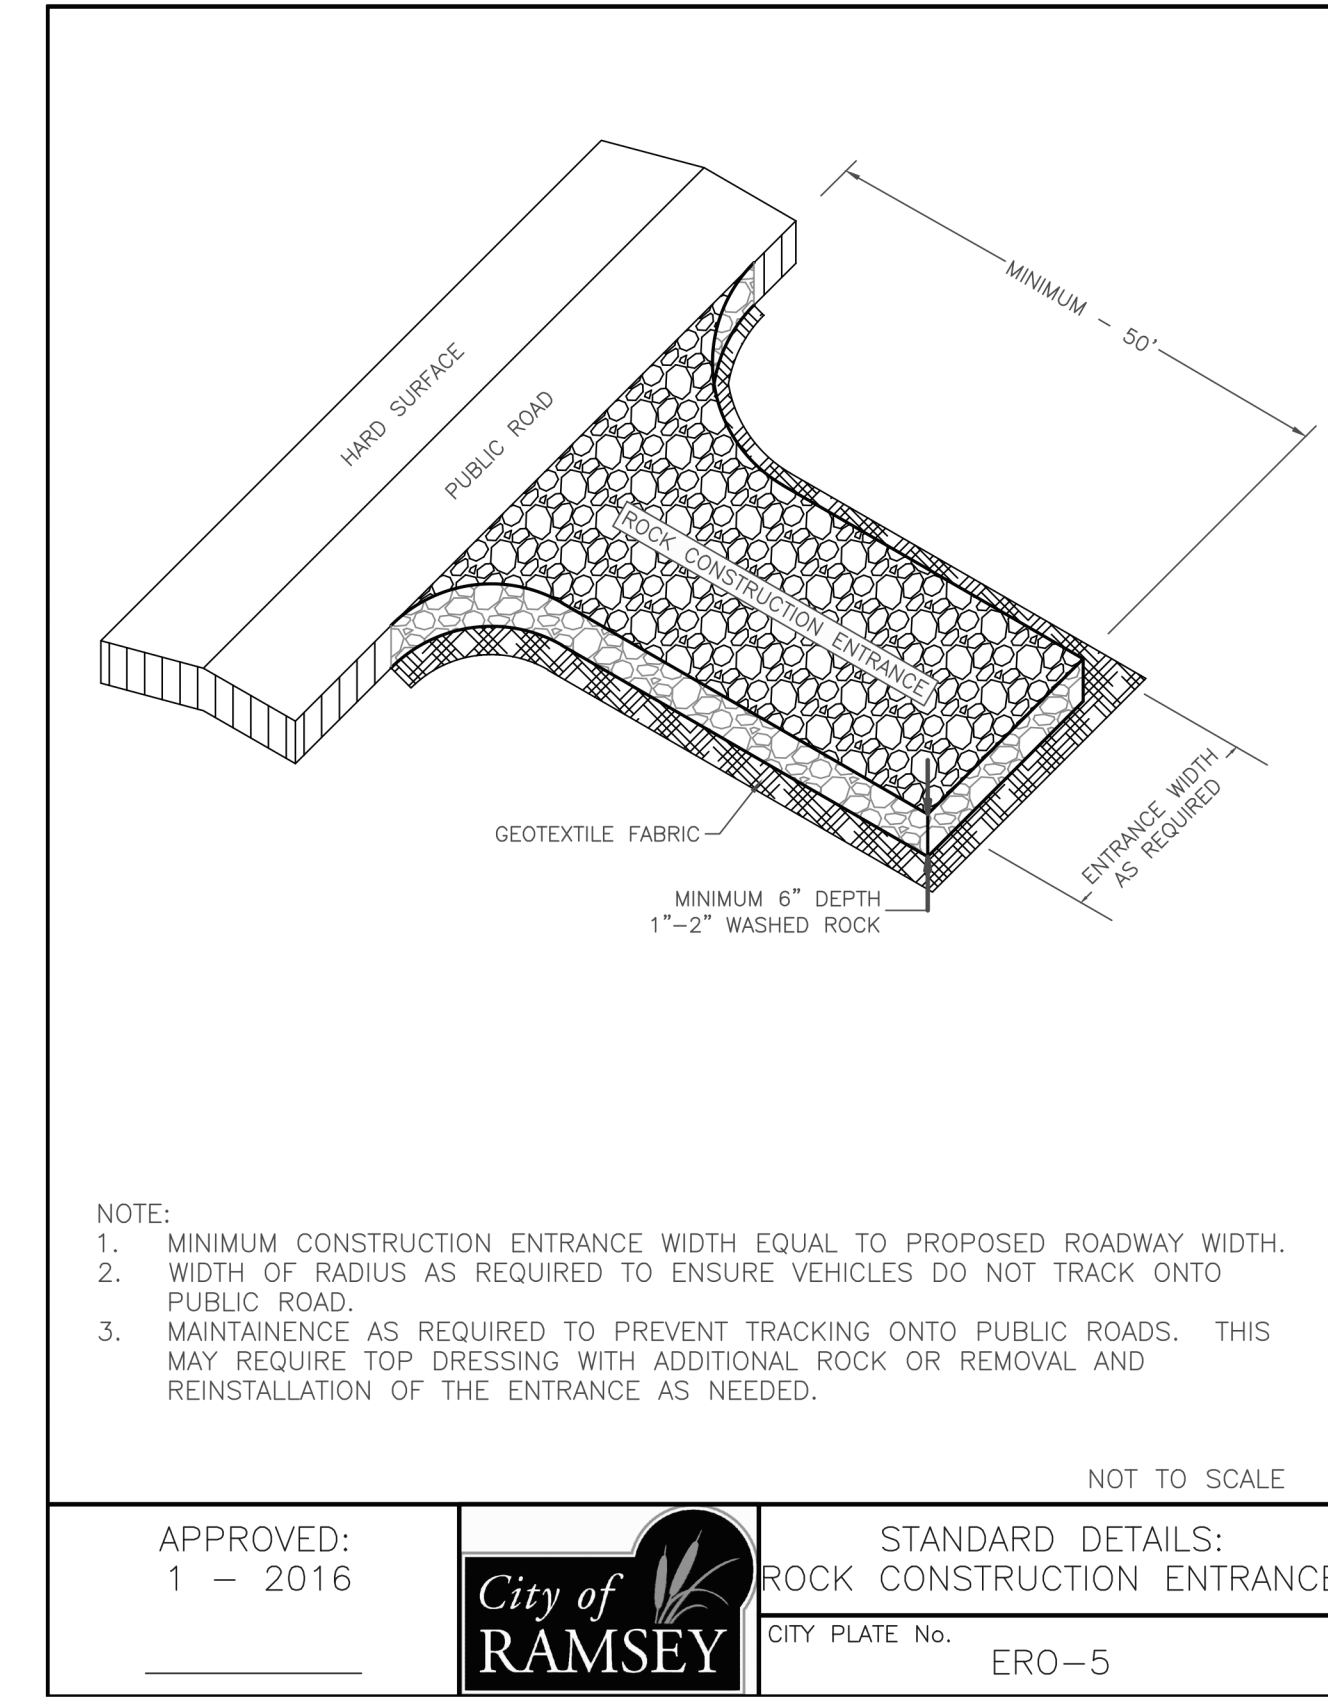 MINIMUM - 50'
HARD SURFACE
PUBLIC ROAD
ROCK CONSTRUCTION ENTRANCE
ENTRANCE WIDTH
AS REQUIRED
GEOTEXTILE FABRIC
MINIMUM 6" DEPTH
1"-2" WASHED ROCK
NOTE:
1. MINIMUM CONSTRUCTION ENTRANCE WIDTH EQUAL TO PROPOSED ROADWAY WIDTH.
2. WIDTH OF RADIUS AS REQUIRED TO ENSURE VEHICLES DO NOT TRACK ONTO
PUBLIC ROAD.
3. MAINTAINENCE AS REQUIRED TO PREVENT TRACKING ONTO PUBLIC ROADS. THIS
MAY REQUIRE TOP DRESSING WITH ADDITIONAL ROCK OR REMOVAL AND
REINSTALLATION OF THE ENTRANCE AS NEEDED.
NOT TO SCALE
APPROVED:
1 - 2016
City of
RAMSEY
STANDARD DETAILS:
ROCK CONSTRUCTION ENTRANCE
CITY PLATE No.
ERO-5